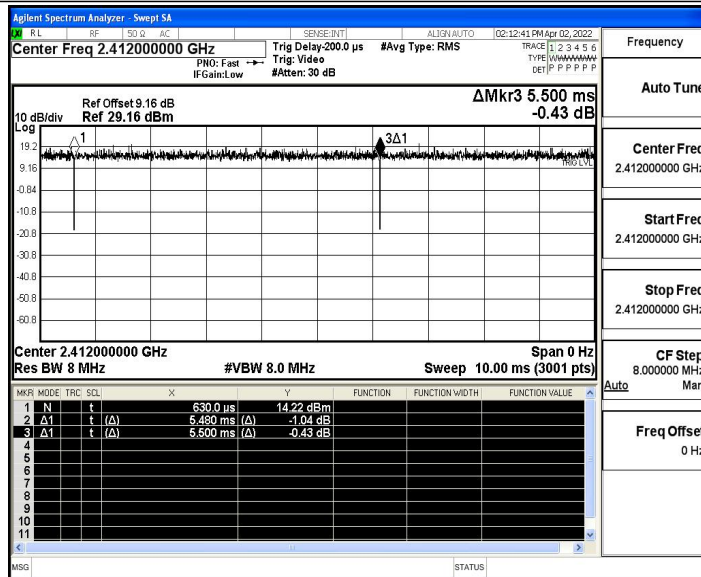 Agilent Spectrum Analyzer - Swept SA
RL RF 50 Ω AC SENSE:INT ALIGN AUTO 02:12:41 PM Apr 02, 2022
Center Freq 2.412000000 GHz
Trig Delay-200.0 µs #Avg Type: RMS
TRACE 1 2 3 4 5 6
PNO: Fast Trig: Video
TYPE WWWWWW
IFGain:Low #Atten: 30 dB
DET P P P P P P
Ref Offset 9.16 dB
ΔMkr3 5.500 ms
10 dB/div Ref 29.16 dBm
-0.43 dB
Log
1
3Δ1
19.2
9.16
TRIG LVL
-0.84
-10.8
-20.8
-30.8
-40.8
-50.8
-60.8
Center 2.412000000 GHz Span 0 Hz
Res BW 8 MHz #VBW 8.0 MHz Sweep 10.00 ms (3001 pts)
MKR MODE TRC SCL X Y FUNCTION FUNCTION WIDTH FUNCTION VALUE
1 N t 630.0 µs 14.22 dBm
2 Δ1 t (Δ) 5.480 ms (Δ) -1.04 dB
3 Δ1 t (Δ) 5.500 ms (Δ) -0.43 dB
4
5
6
7
8
9
10
11
MSG STATUS
Frequency
Auto Tune
Center Freq
2.412000000 GHz
Start Freq
2.412000000 GHz
Stop Freq
2.412000000 GHz
CF Step
8.000000 MHz
Auto Man
Freq Offset
0 Hz